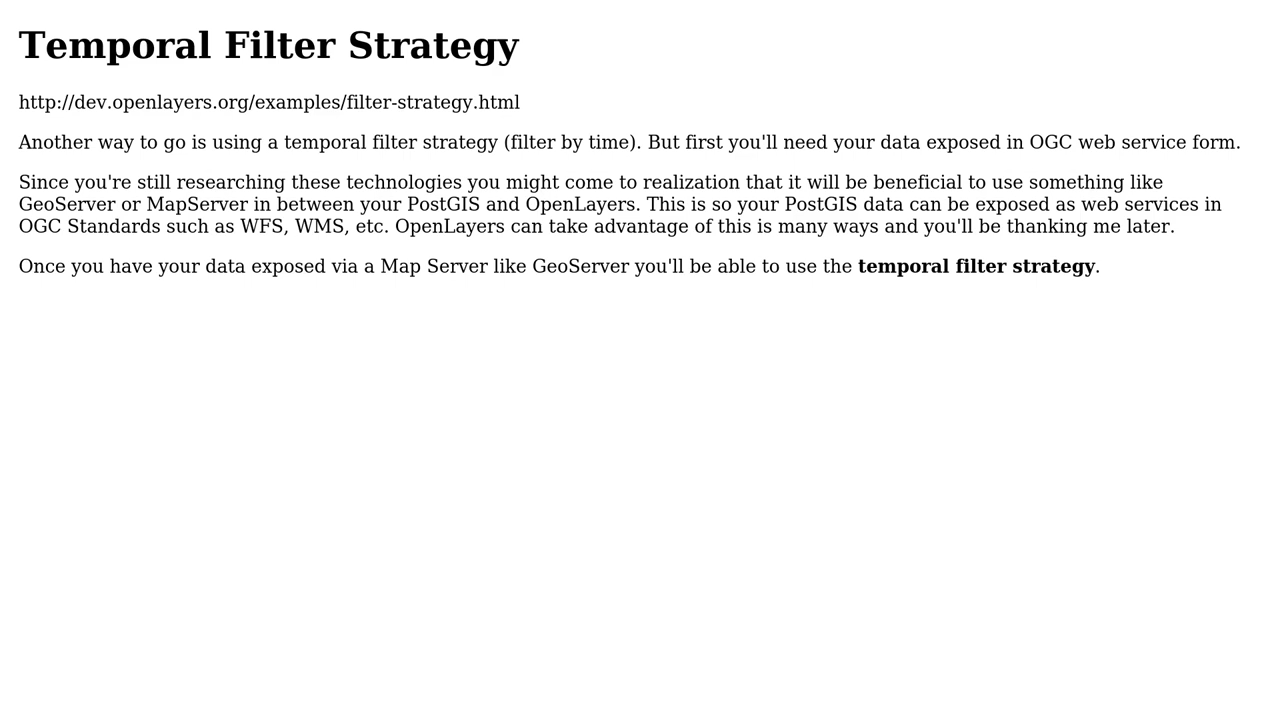 Temporal Filter Strategy
http://dev.openlayers.org/examples/filter-strategy.html
Another way to go is using a temporal filter strategy (filter by time). But first you'll need your data exposed in OGC web service form.
Since you're still researching these technologies you might come to realization that it will be beneficial to use something like
GeoServer or MapServer in between your PostGIS and OpenLayers. This is so your PostGIS data can be exposed as web services in
OGC Standards such as WFS, WMS, etc. OpenLayers can take advantage of this is many ways and you'll be thanking me later.
Once you have your data exposed via a Map Server like GeoServer you'll be able to use the temporal filter strategy.